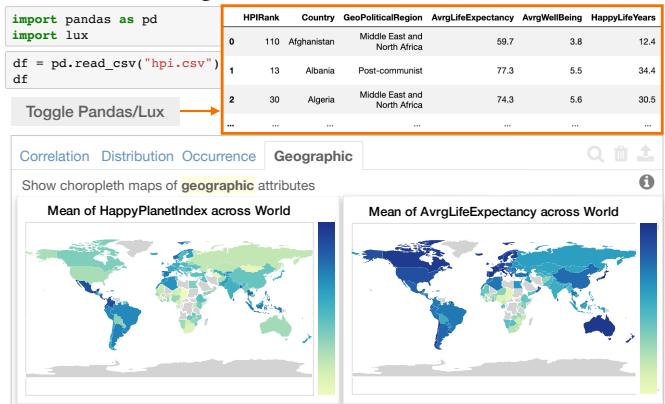 import pandas as pd
import lux
df = pd.read_csv("hpi.csv")
df
Toggle Pandas/Lux
HPIRank Country GeoPoliticalRegion AvrgLifeExpectancy AvrgWellBeing HappyLifeYears
0 110 Afghanistan Middle East and North Africa 59.7 3.8 12.4
1 13 Albania Post-communist 77.3 5.5 34.4
2 30 Algeria Middle East and North Africa 74.3 5.6 30.5
... ... ... ... ... ... ...
Correlation Distribution Occurrence Geographic
Show choropleth maps of geographic attributes
Mean of HappyPlanetIndex across World
Mean of AvrgLifeExpectancy across World